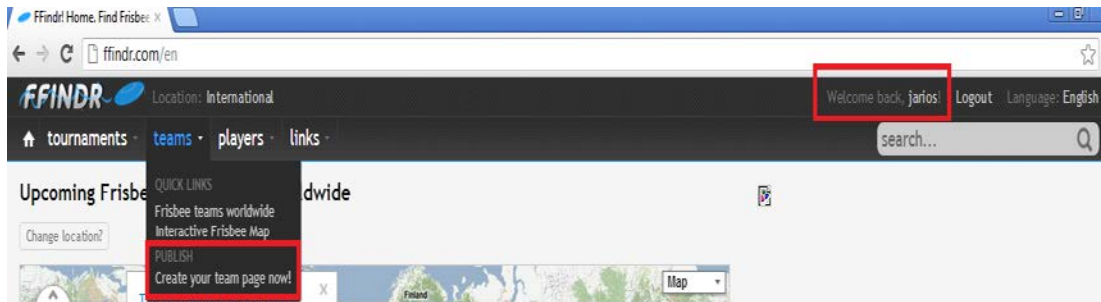 FFindr! Home. Find Frisbee
ffindr.com/en
FFINDR Location: International Welcome back, jarios! Logout Language: English
tournaments teams players links search...
Upcoming Frisbe dwide
QUICK LINKS
Frisbee teams worldwide
Interactive Frisbee Map
Change location?
PUBLISH
Create your team page now!
X
Finland
Map